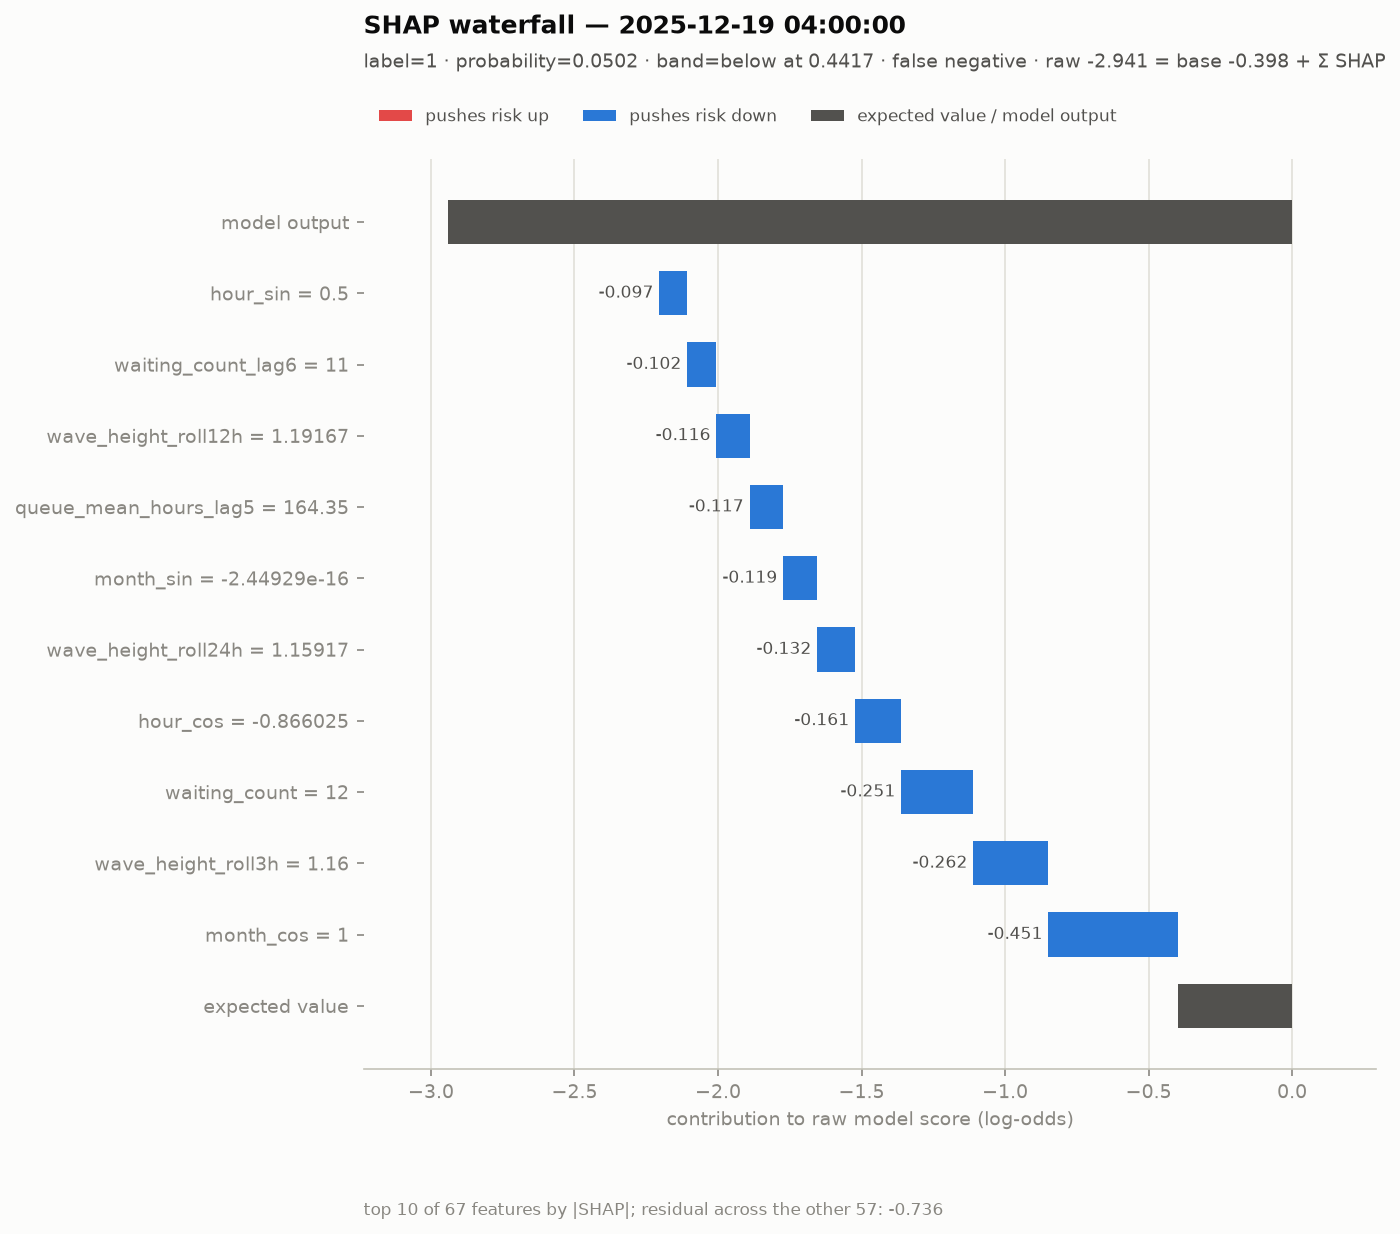 SHAP waterfall — 2025-12-19 04:00:00
label=1 · probability=0.0502 · band=below at 0.4417 · false negative · raw -2.941 = base -0.398 + Σ SHAP
pushes risk up pushes risk down expected value / model output
model output
hour_sin = 0.5 -0.097
waiting_count_lag6 = 11 -0.102
wave_height_roll12h = 1.19167 -0.116
queue_mean_hours_lag5 = 164.35 -0.117
month_sin = -2.44929e-16 -0.119
wave_height_roll24h = 1.15917 -0.132
hour_cos = -0.866025 -0.161
waiting_count = 12 -0.251
wave_height_roll3h = 1.16 -0.262
month_cos = 1 -0.451
expected value
−3.0 −2.5 −2.0 −1.5 −1.0 −0.5 0.0
contribution to raw model score (log-odds)
top 10 of 67 features by |SHAP|; residual across the other 57: -0.736